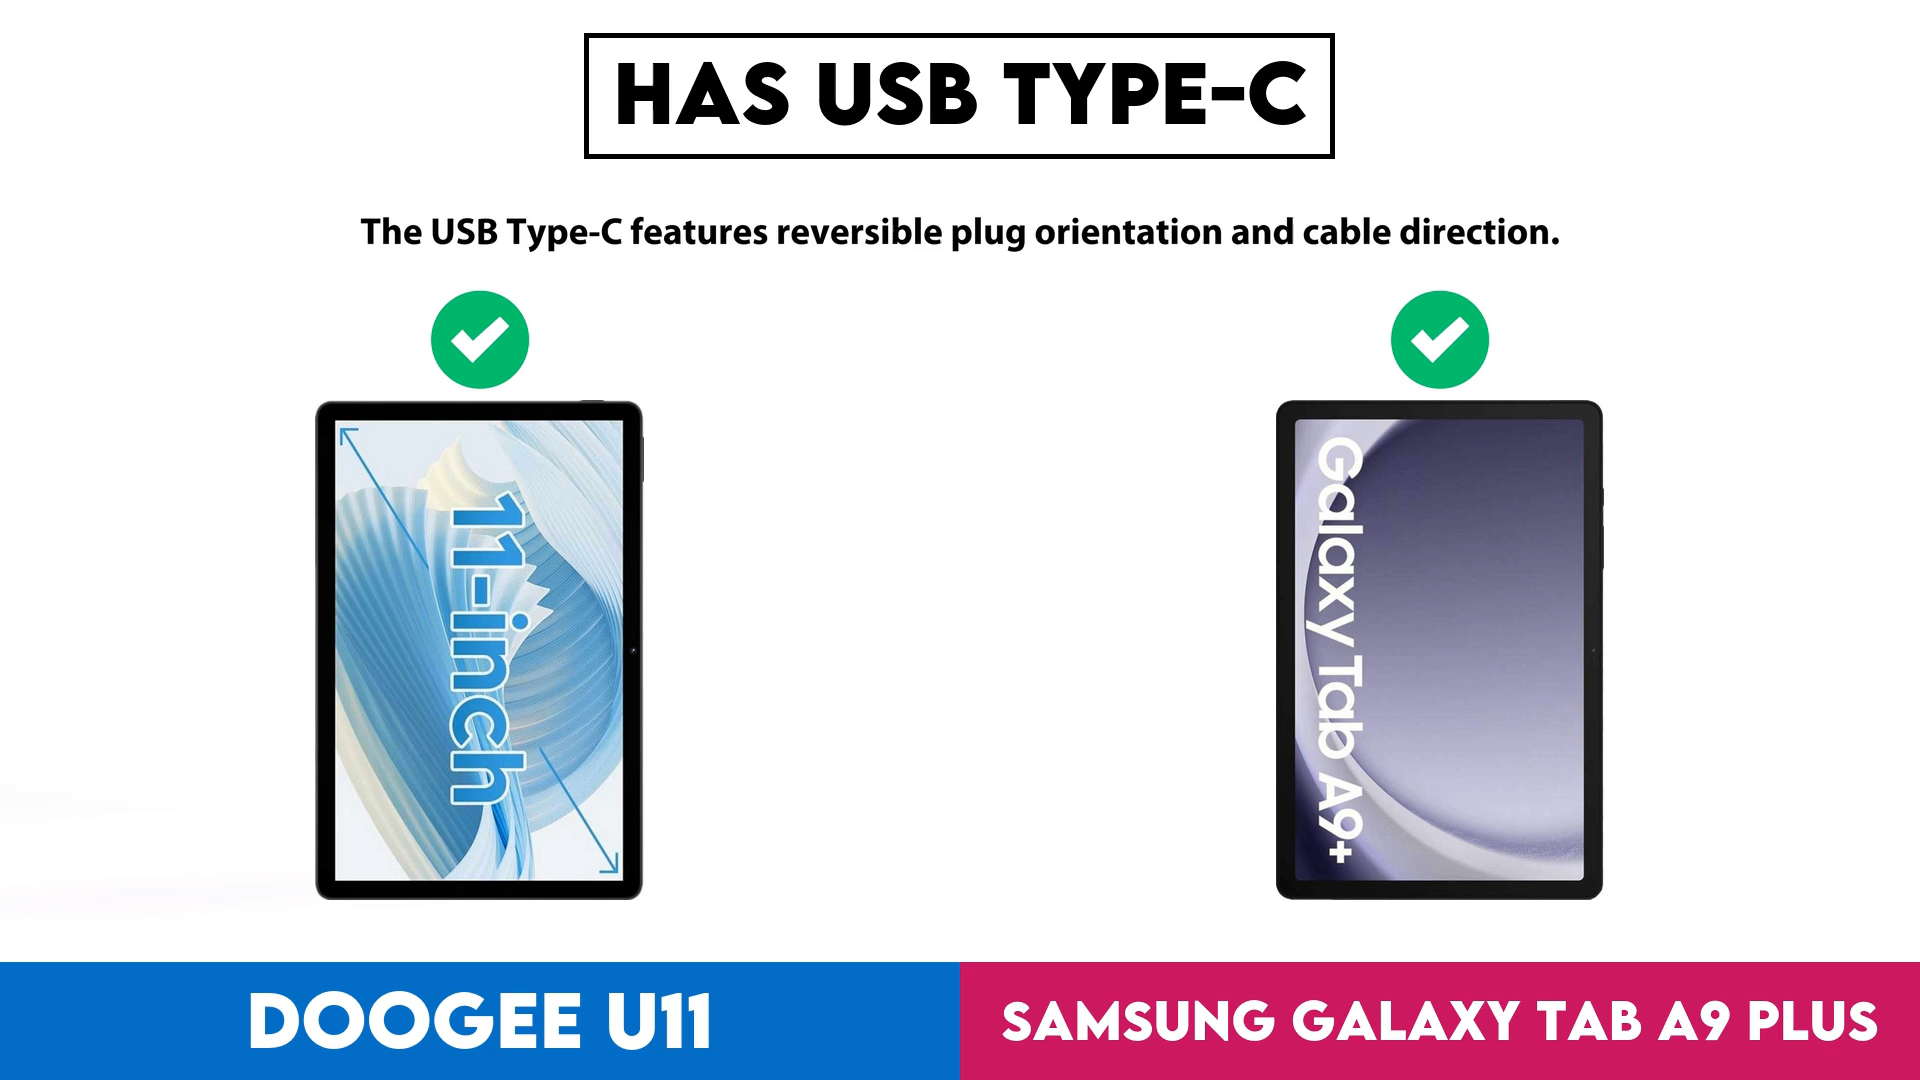 HAS USB TYPE-C
The USB Type-C features reversible plug orientation and cable direction.
11-inch
Galaxy Tab A9+
DOOGEE U11
SAMSUNG GALAXY TAB A9 PLUS